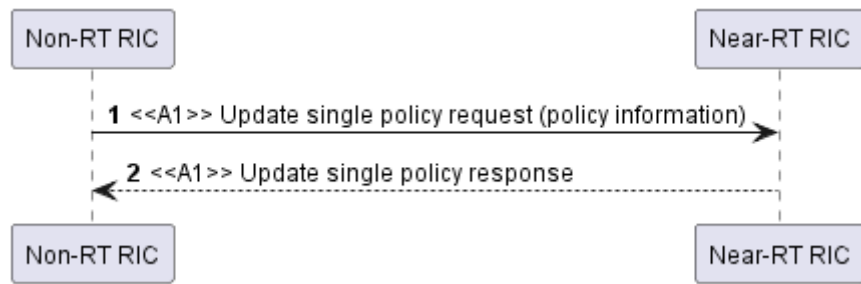 Non-RT RIC
Near-RT RIC
1 <<A1>> Update single policy request (policy information)
2 <<A1>> Update single policy response
Non-RT RIC
Near-RT RIC